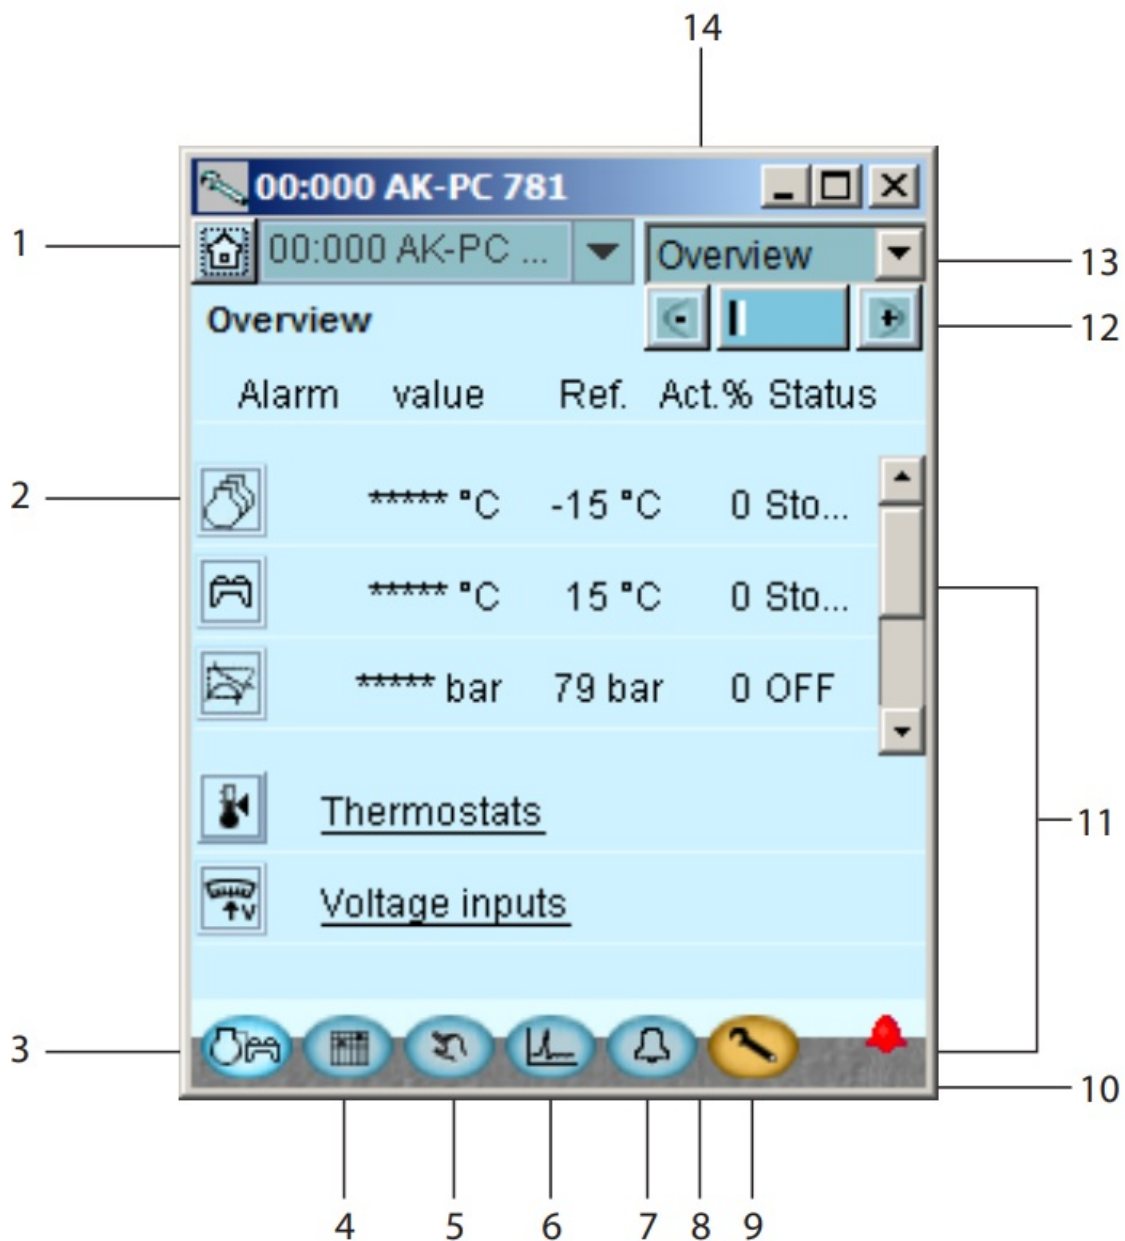 14
00:000 AK-PC 781
1
00:000 AK-PC ...
Overview
13
Overview
-
+
12
Alarm value Ref. Act.% Status
2
***** °C -15 °C 0 Sto...
***** °C 15 °C 0 Sto...
***** bar 79 bar 0 OFF
Thermostats
11
V
Voltage inputs
3
10
4 5 6 7 8 9